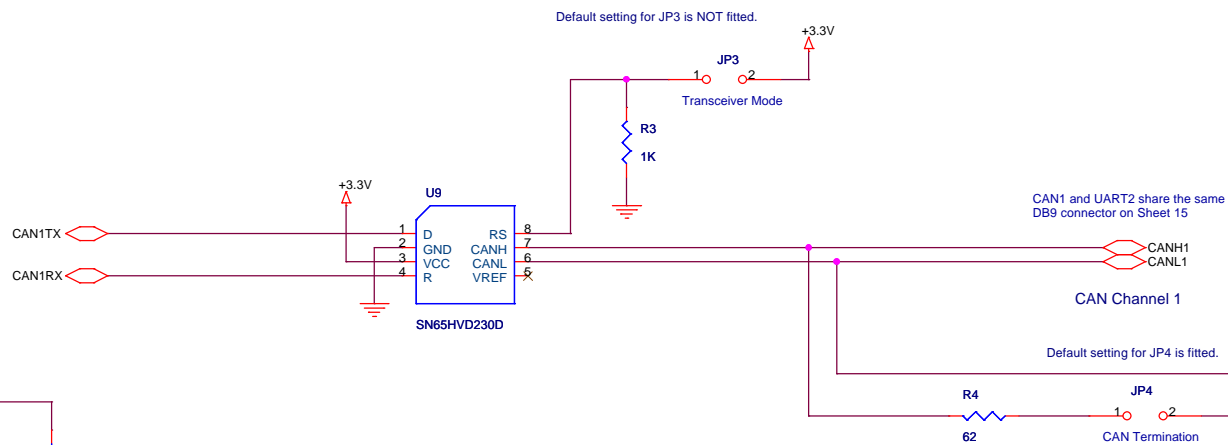 Default setting for JP3 is NOT fitted.
+3.3V
JP3
1
2
Transceiver Mode
R3
1K
+3.3V
U9
CAN1 and UART2 share the same
DB9 connector on Sheet 15
CAN1TX
1
D
RS
8
2
GND
CANH
7
CANH1
3
VCC
CANL
6
CANL1
CAN1RX
4
R
VREF
5
CAN Channel 1
SN65HVD230D
Default setting for JP4 is fitted.
R4
JP4
1
2
62
CAN Termination